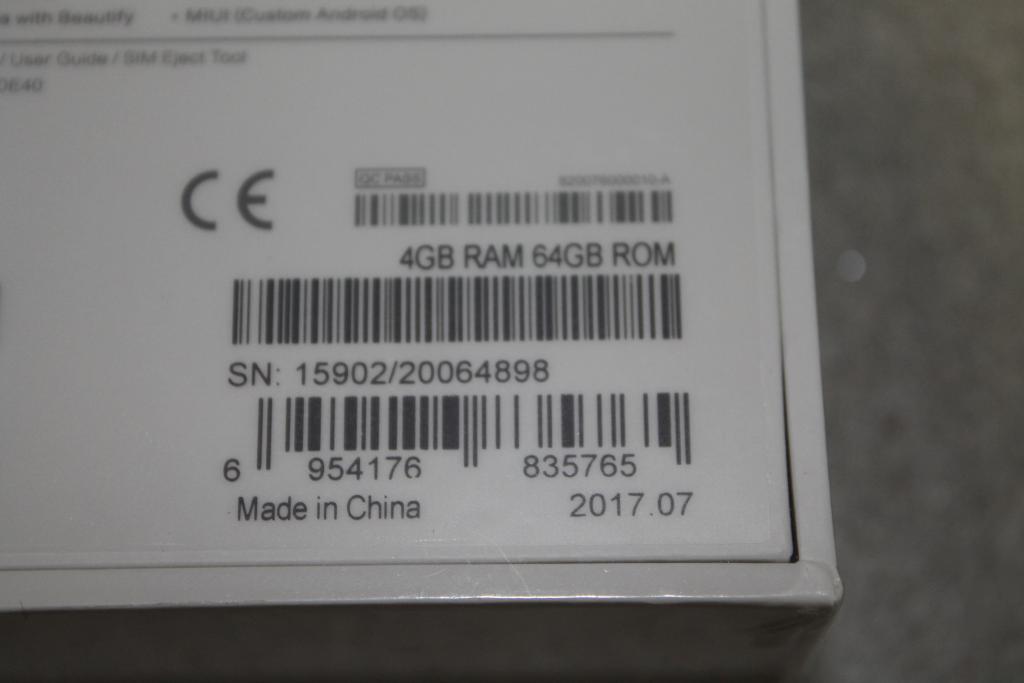 a with Beautify • MIUI (Custom Android OS)
/ User Guide / SIM Eject Tool
DE40
CE
QC PASS
4GB RAM 64GB ROM
SN: 15902/20064898
6 954176 835765
Made in China 2017.07